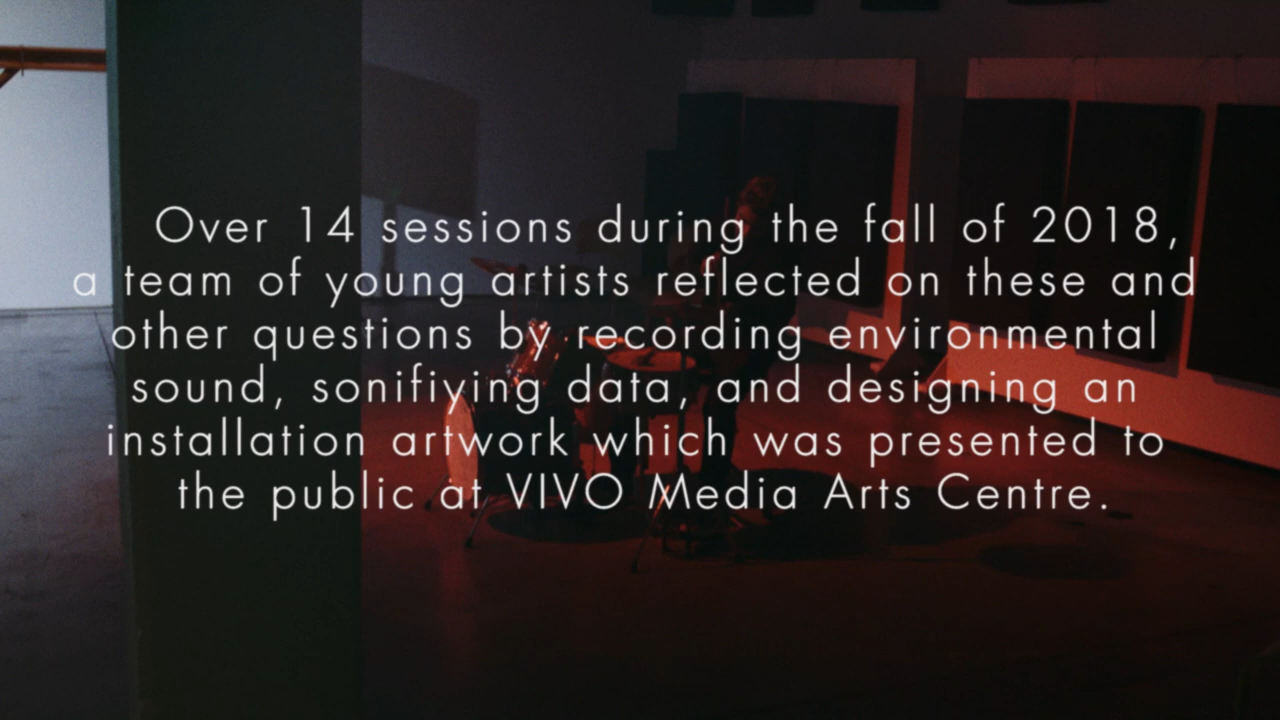 Over 14 sessions during the fall of 2018,
a team of young artists reflected on these and
other questions by recording environmental
sound, sonifiying data, and designing an
installation artwork which was presented to
the public at VIVO Media Arts Centre.